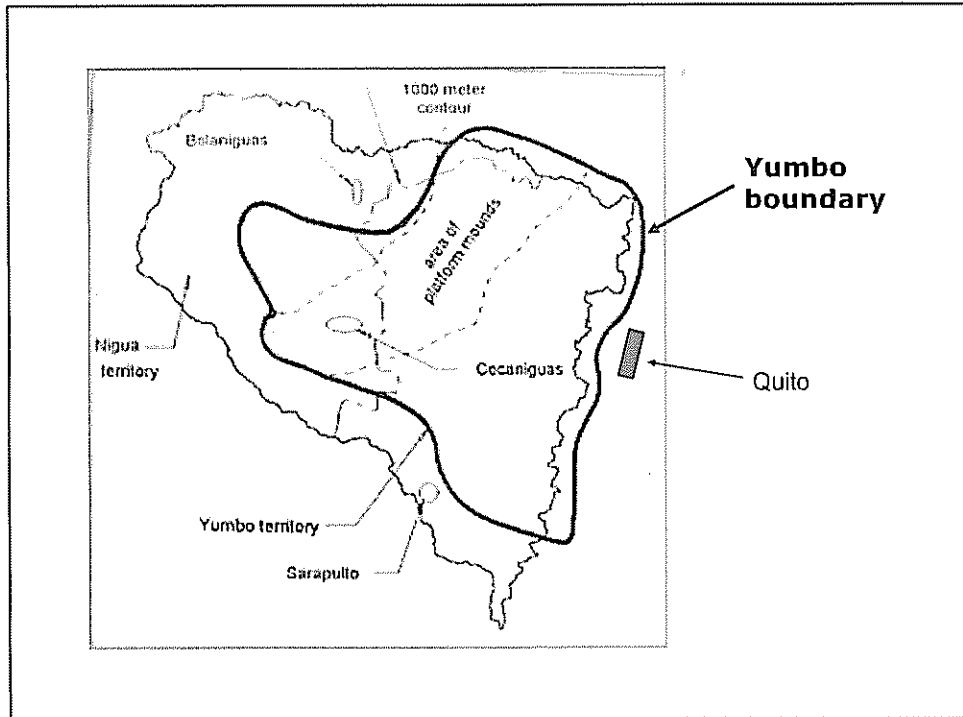 1000 meter
contour
Bolaniguas
Yumbo
boundary
area of
platform mounds
Nigua
territory
Cocaniguas
Quito
Yumbo territory
Sarapullo